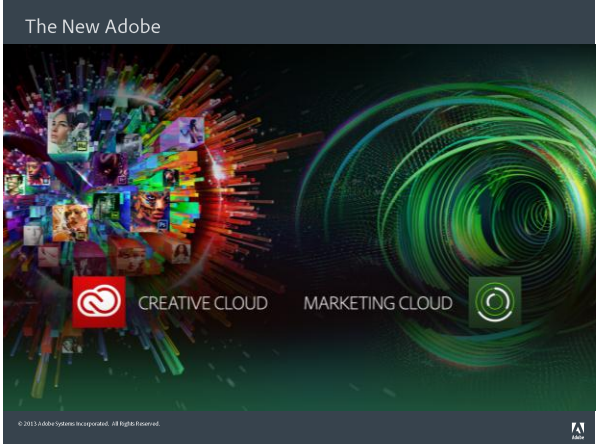 The New Adobe
CREATIVE CLOUD
MARKETING CLOUD
© 2013 Adobe Systems Incorporated. All Rights Reserved.
Adobe